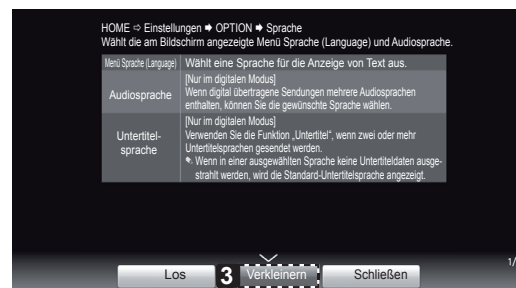 HOME ⇨ Einstellungen ➡ OPTION ➡ Sprache
Wählt die am Bildschirm angezeigte Menü Sprache (Language) und Audiosprache.
Menü Sprache (Language) Wählt eine Sprache für die Anzeige von Text aus.
Audiosprache
[Nur im digitalen Modus]
Wenn digital übertragene Sendungen mehrere Audiosprachen
enthalten, können Sie die gewünschte Sprache wählen.
Untertitel-
sprache
[Nur im digitalen Modus]
Verwenden Sie die Funktion „Untertitel“, wenn zwei oder mehr
Untertitelsprachen gesendet werden.
Wenn in einer ausgewählten Sprache keine Untertiteldaten ausge-
strahlt werden, wird die Standard-Untertitelsprache angezeigt.
1/
Los 3 Verkleinern Schließen